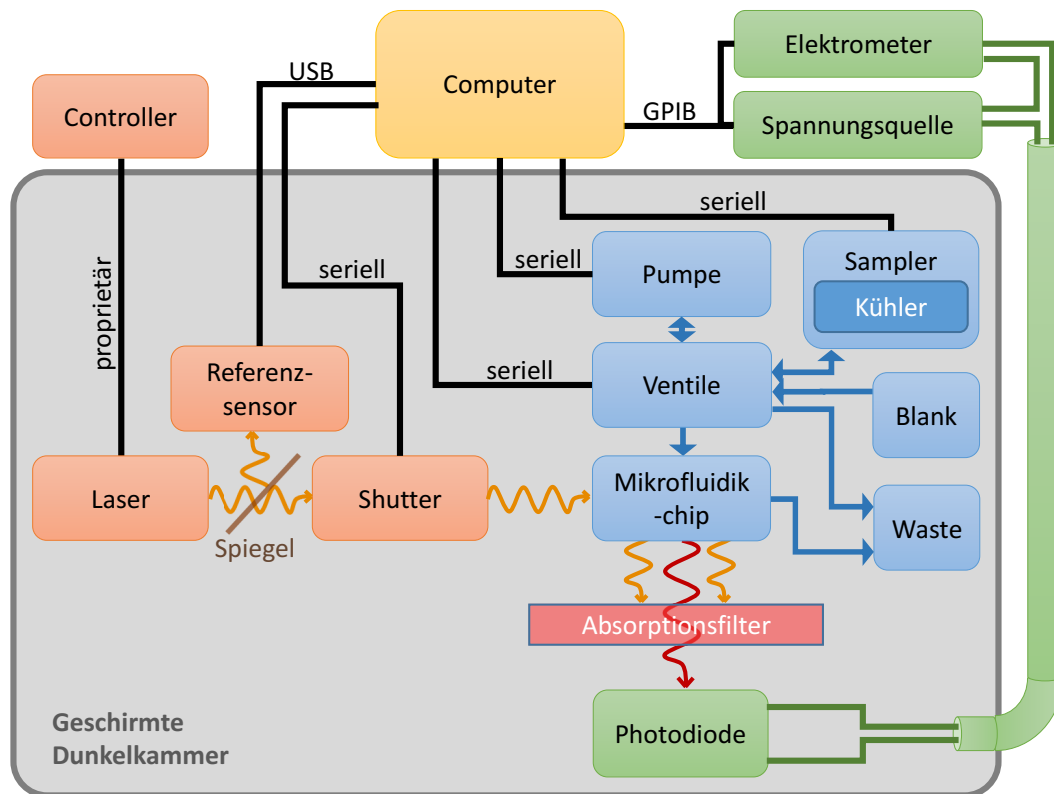 Elektrometer
USB
Computer
Controller
GPIB
Spannungsquelle
seriell
proprietär
seriell
seriell
Pumpe
Sampler
Kühler
Referenz-
sensor
seriell
Ventile
Blank
Laser
Shutter
Mikrofluidik
-chip
Spiegel
Waste
Absorptionsfilter
Geschirmte
Dunkelkammer
Photodiode